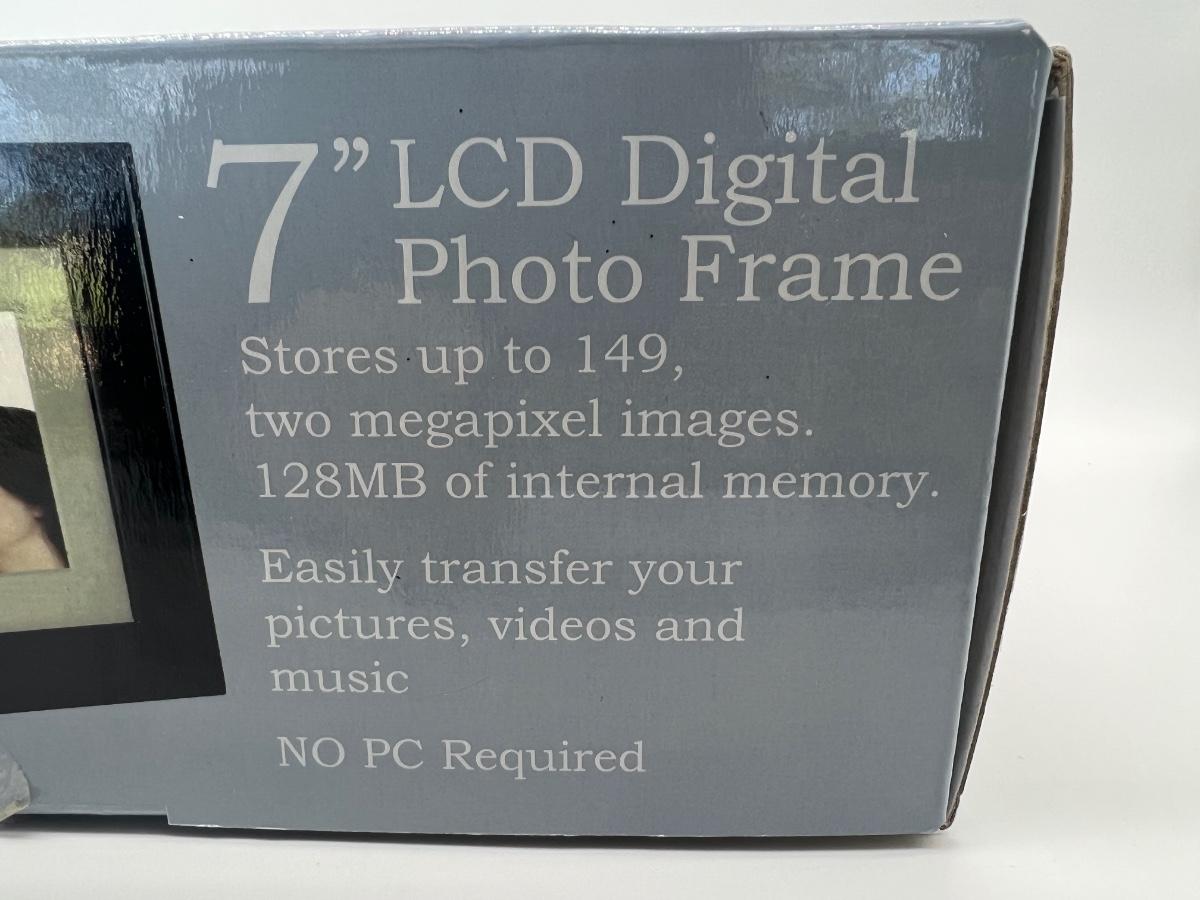 7” LCD Digital
Photo Frame
Stores up to 149,
two megapixel images.
128MB of internal memory.
Easily transfer your
pictures, videos and
music
NO PC Required